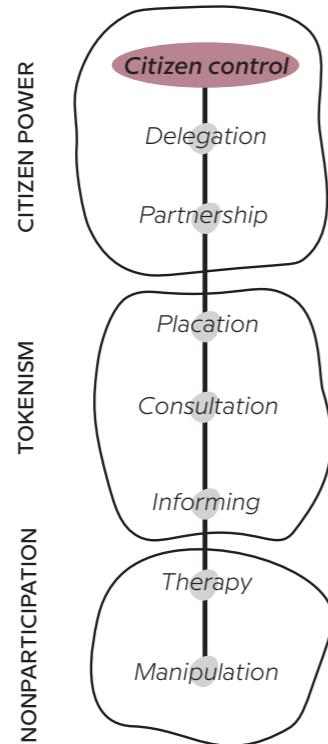 CITIZEN POWER
Citizen control
Delegation
Partnership
TOKENISM
Placation
Consultation
Informing
NONPARTICIPATION
Therapy
Manipulation